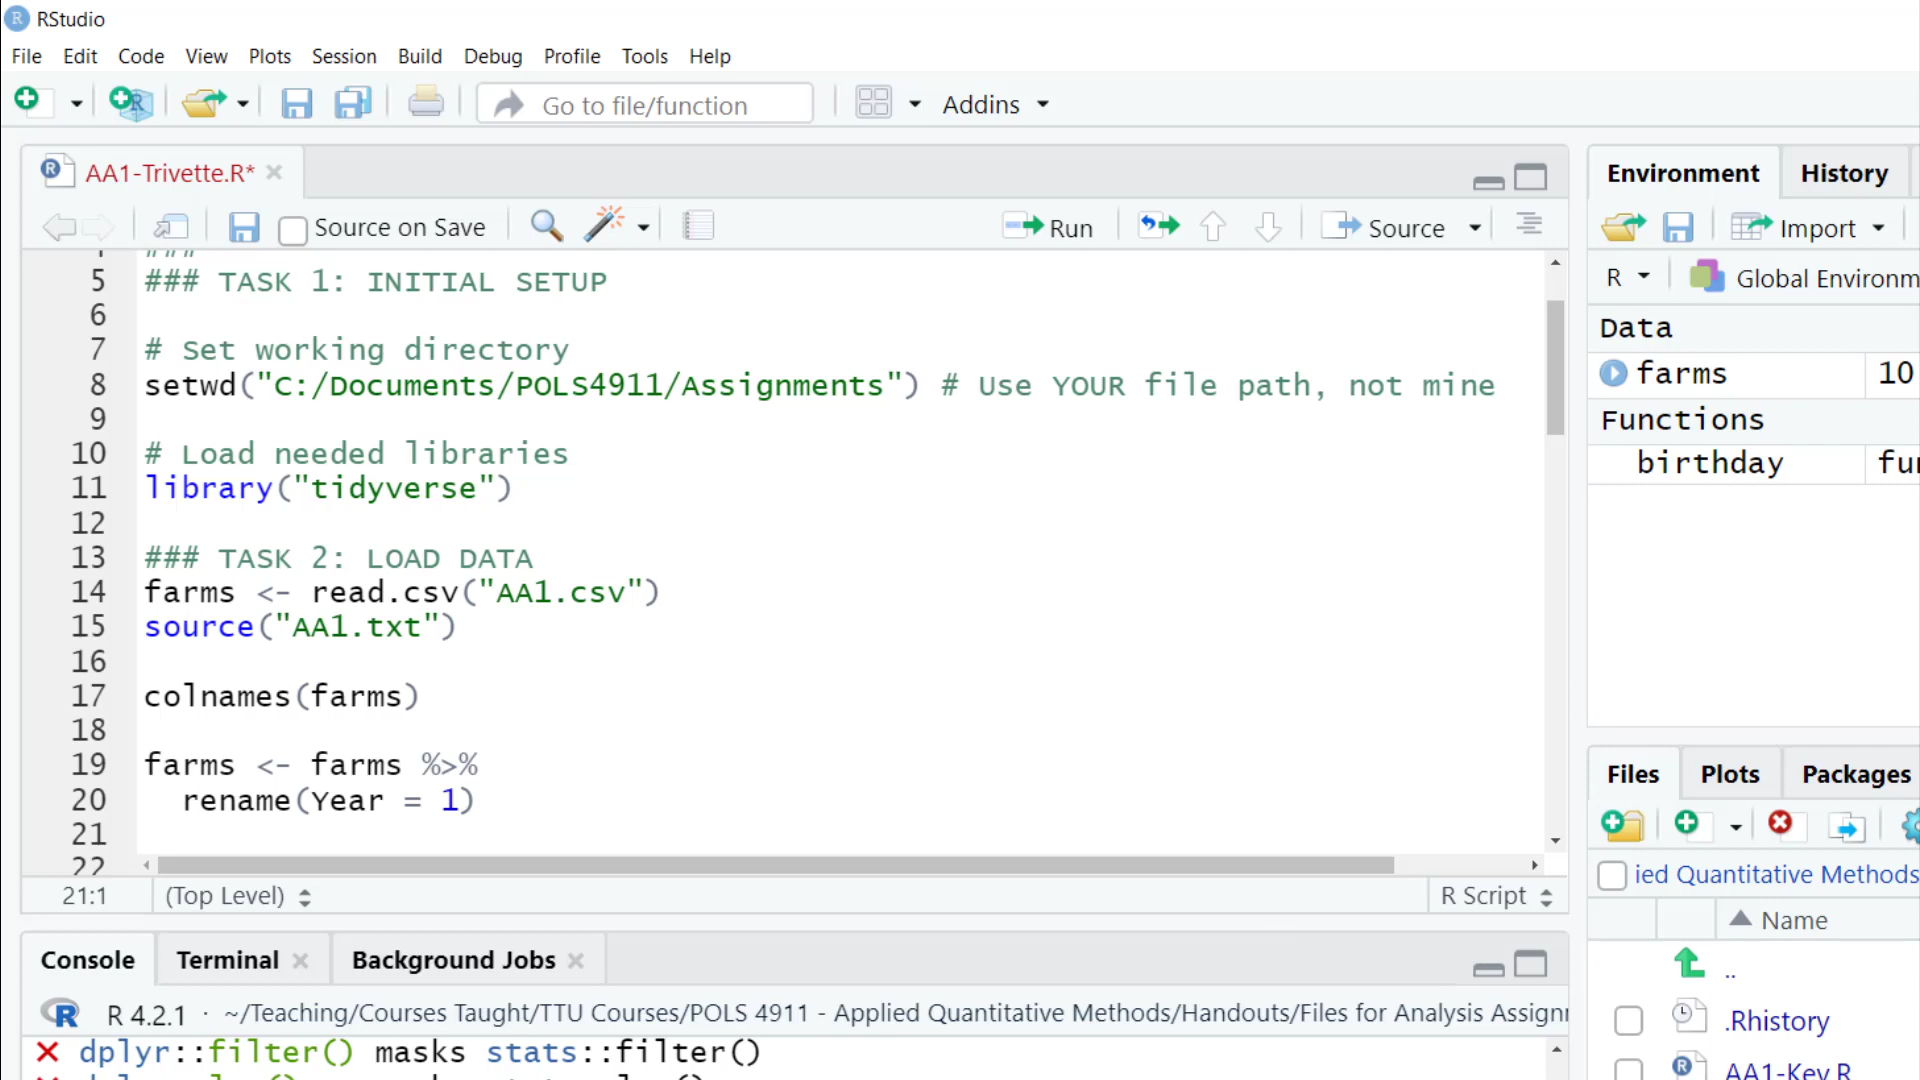 RStudio
File Edit Code View Plots Session Build Debug Profile Tools Help
Go to file/function Addins
AA1-Trivette.R*
Source on Save Run Source
5 ### TASK 1: INITIAL SETUP
6
7 # Set working directory
8 setwd("C:/Documents/POLS4911/Assignments") # Use YOUR file path, not mine
9
10 # Load needed libraries
11 library("tidyverse")
12
13 ### TASK 2: LOAD DATA
14 farms <- read.csv("AA1.csv")
15 source("AA1.txt")
16
17 colnames(farms)
18
19 farms <- farms %>%
20 rename(Year = 1)
21
22
21:1 (Top Level) R Script
Console Terminal Background Jobs
R 4.2.1 · ~/Teaching/Courses Taught/TTU Courses/POLS 4911 - Applied Quantitative Methods/Handouts/Files for Analysis Assignr
✕ dplyr::filter() masks stats::filter()
Environment History
Import
R Global Environm
Data
farms 10
Functions
birthday fu
Files Plots Packages
ied Quantitative Methods
Name
..
.Rhistory
AA1-Key.R